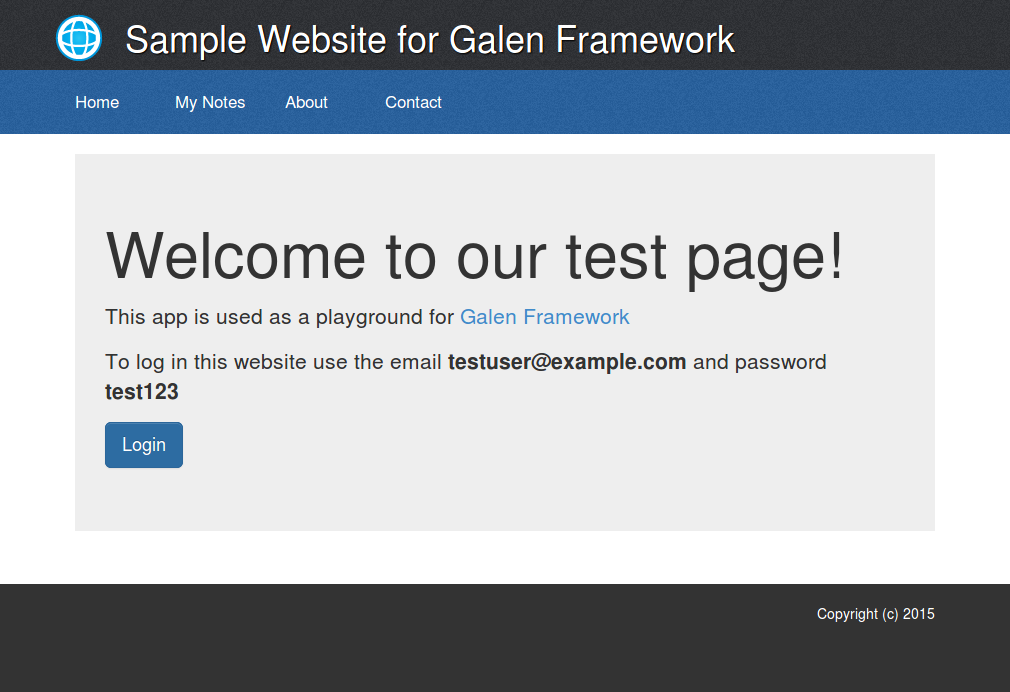 Sample Website for Galen Framework
Home My Notes About Contact
Welcome to our test page!
This app is used as a playground for Galen Framework
To log in this website use the email testuser@example.com and password
test123
Login
Copyright (c) 2015